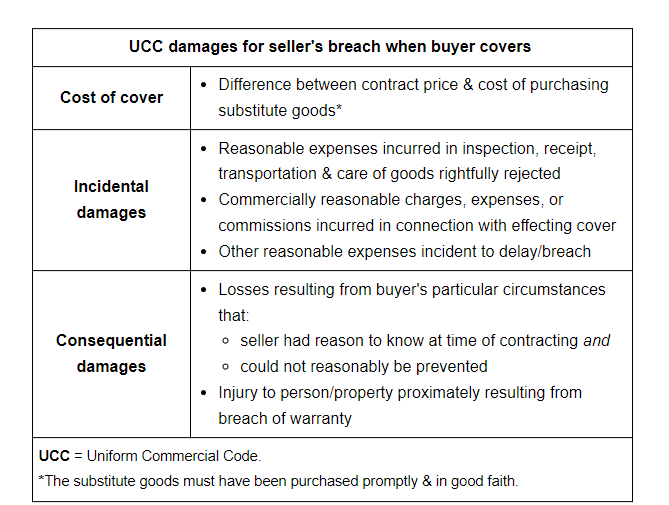 UCC damages for seller's breach when buyer covers
Cost of cover
• Difference between contract price & cost of purchasing
substitute goods*
Incidental
damages
• Reasonable expenses incurred in inspection, receipt,
transportation & care of goods rightfully rejected
• Commercially reasonable charges, expenses, or
commissions incurred in connection with effecting cover
• Other reasonable expenses incident to delay/breach
Consequential
damages
• Losses resulting from buyer's particular circumstances
that:
◦ seller had reason to know at time of contracting and
◦ could not reasonably be prevented
• Injury to person/property proximately resulting from
breach of warranty
UCC = Uniform Commercial Code.
*The substitute goods must have been purchased promptly & in good faith.